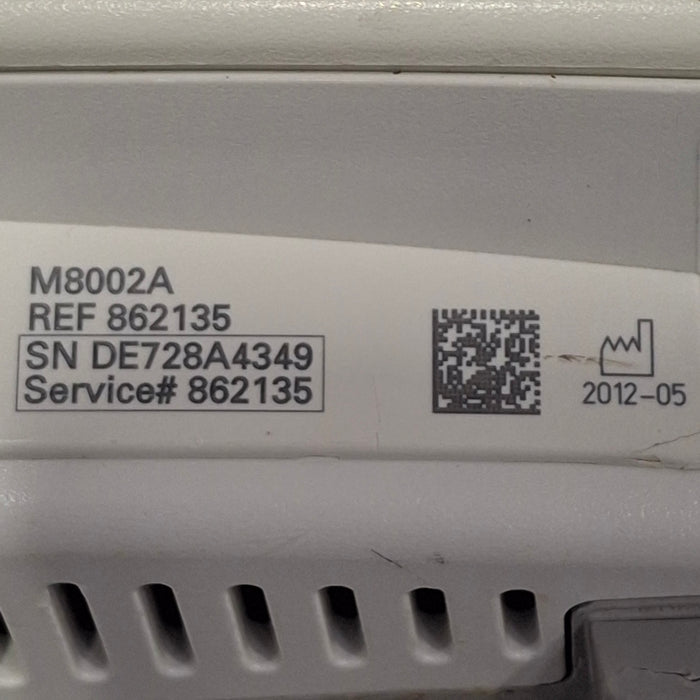 M8002A
REF 862135
SN DE728A4349
Service# 862135
2012-05